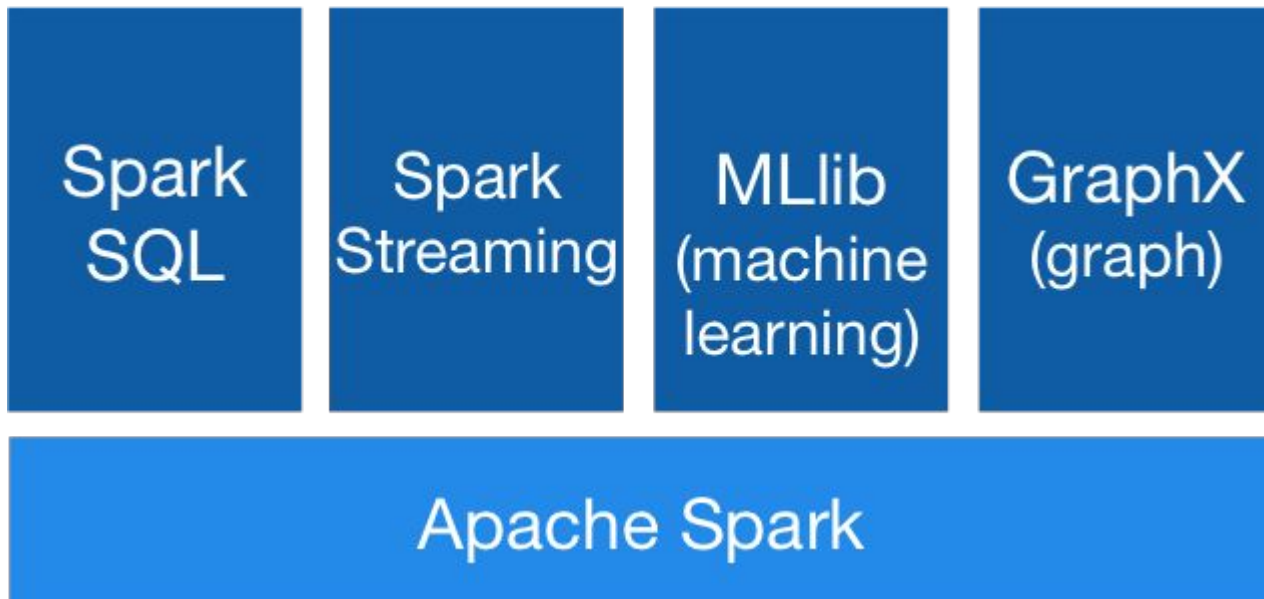 Spark
SQL
Spark
Streaming
MLlib
(machine
learning)
GraphX
(graph)
Apache Spark